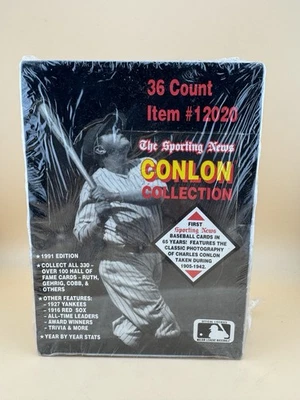 36 Count
Item #12020
The Sporting News
CONLON
COLLECTION
FIRST
Sporting News
BASEBALL CARDS IN
65 YEARS! FEATURES THE
CLASSIC PHOTOGRAPHY
OF CHARLES CONLON
TAKEN DURING
1905-1942.
★ 1991 EDITION
★ COLLECT ALL 330 -
OVER 100 HALL OF
FAME CARDS - RUTH,
GEHRIG, COBB, &
OTHERS
★ OTHER FEATURES:
- 1927 YANKEES
- 1916 RED SOX
- ALL-TIME LEADERS
- AWARD WINNERS
- TRIVIA & MORE
★ YEAR BY YEAR STATS